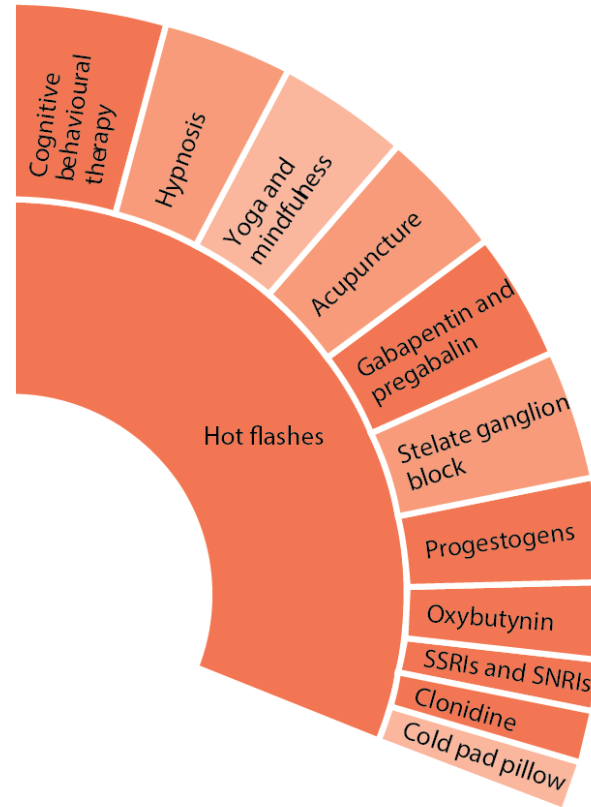 Cognitive
behavioural
therapy
Hypnosis
Yoga and
mindfulness
Acupuncture
Gabapentin and
pregabalin
Stelate ganglion
block
Hot flashes
Progestogens
Oxybutynin
SSRIs and SNRIs
Clonidine
Cold pad pillow